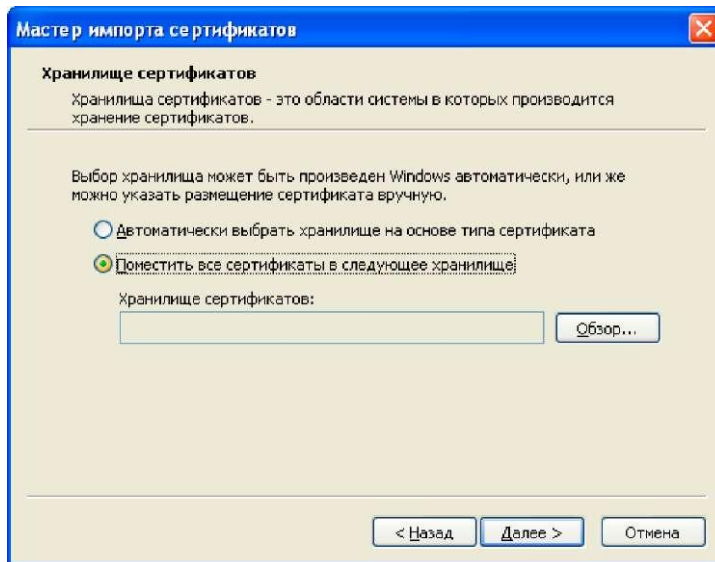 Мастер импорта сертификатов
Хранилище сертификатов
Хранилища сертификатов - это области системы в которых производится
хранение сертификатов.
Выбор хранилища может быть произведен Windows автоматически, или же
можно указать размещение сертификата вручную.
Автоматически выбрать хранилище на основе типа сертификата
Поместить все сертификаты в следующее хранилище
Хранилище сертификатов:
Обзор...
< Назад
Далее >
Отмена